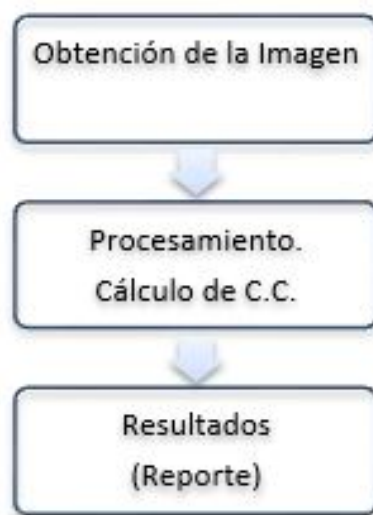 Obtención de la Imagen
Procesamiento.
Cálculo de C.C.
Resultados
(Reporte)